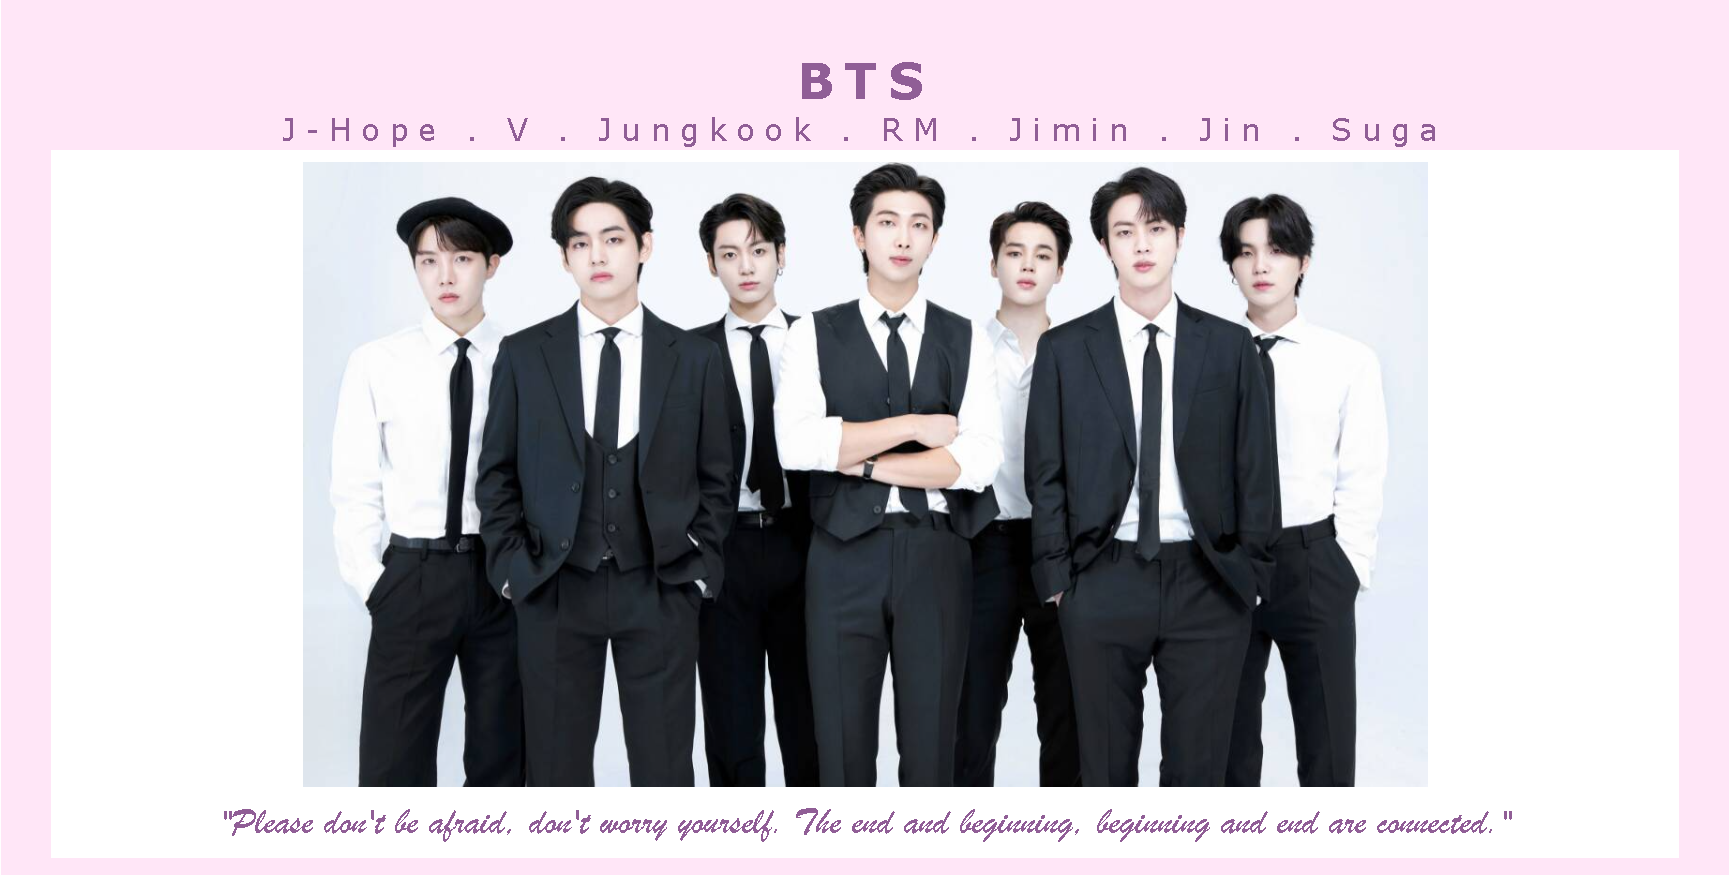 BTS
J-Hope . V . Jungkook . RM . Jimin . Jin . Suga
"Please don't be afraid, don't worry yourself. The end and beginning, beginning and end are connected."